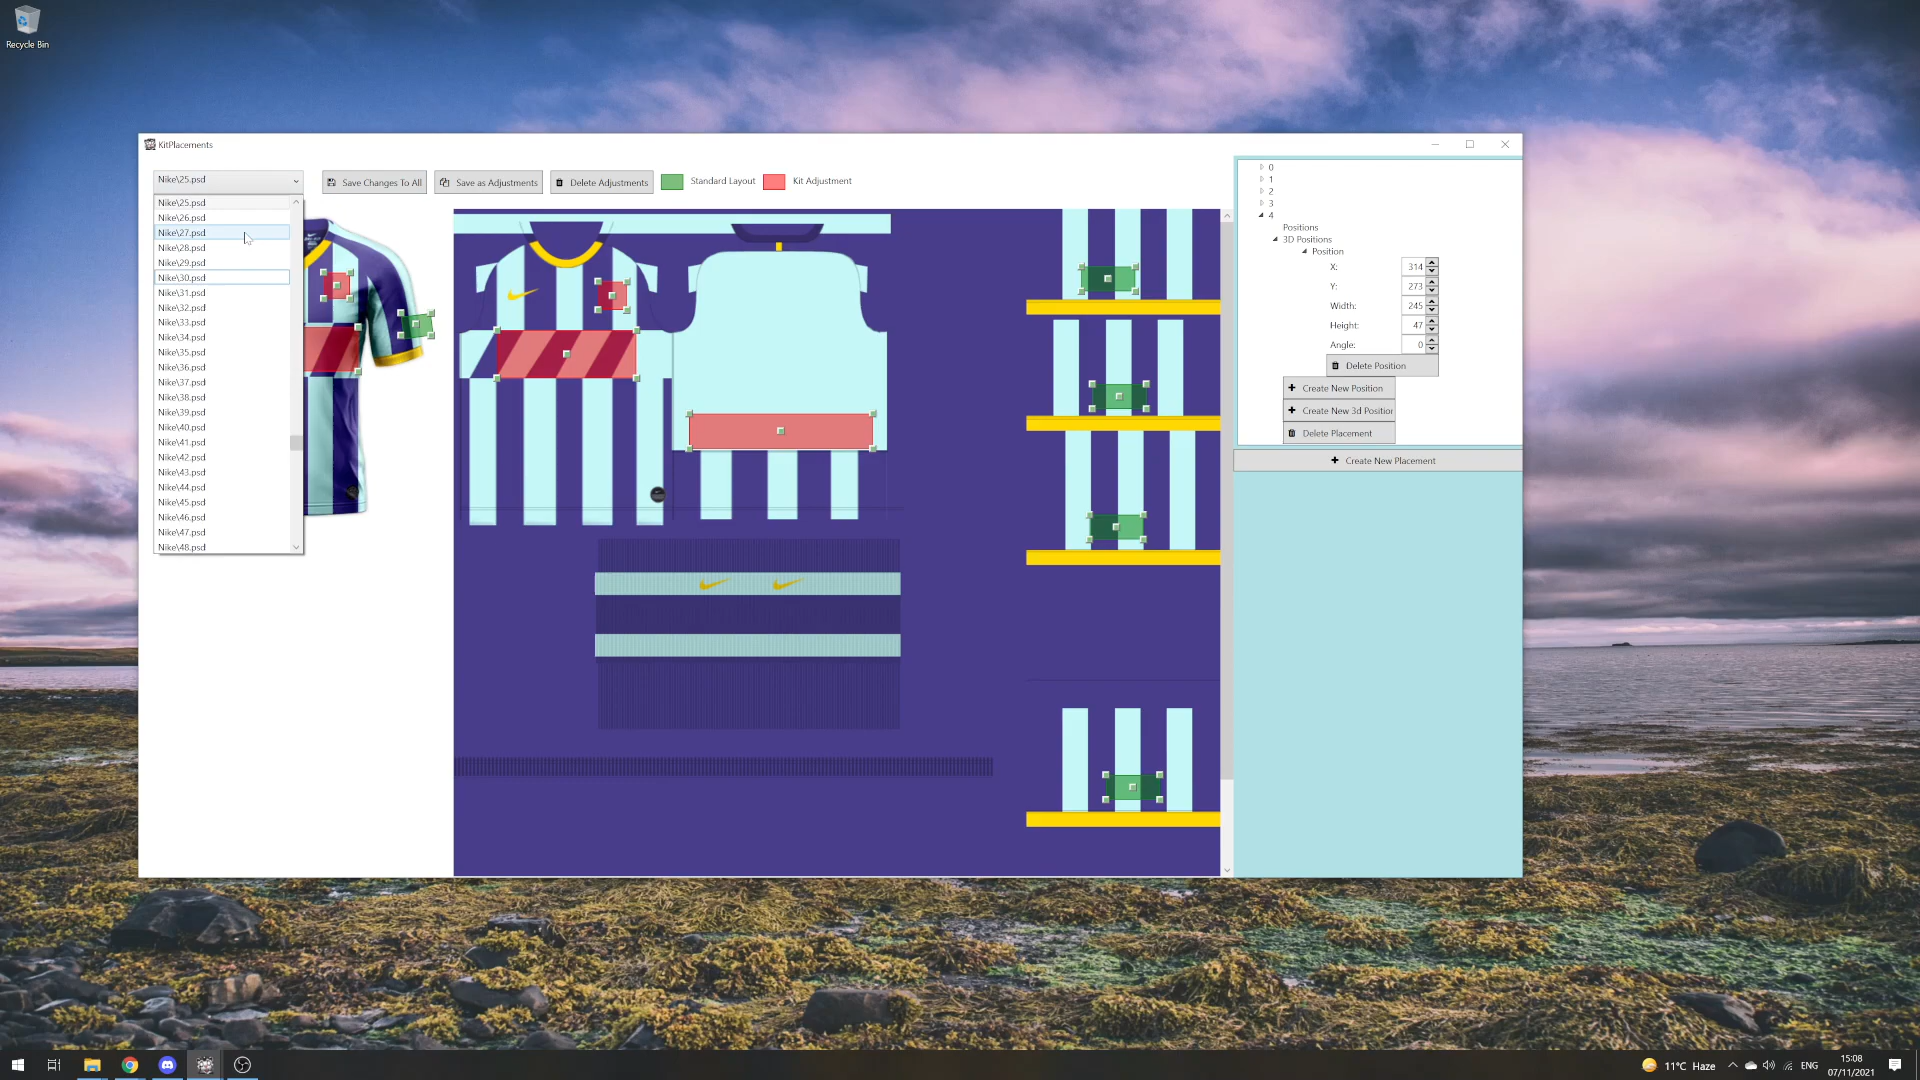 Recycle Bin
KitPlacements
Nike\25.psd
Save Changes To All
Save as Adjustments
Delete Adjustments
Standard Layout
Kit Adjustment
Nike\25.psd
Nike\26.psd
Nike\27.psd
Nike\28.psd
Nike\29.psd
Nike\30.psd
Nike\31.psd
Nike\32.psd
Nike\33.psd
Nike\34.psd
Nike\35.psd
Nike\36.psd
Nike\37.psd
Nike\38.psd
Nike\39.psd
Nike\40.psd
Nike\41.psd
Nike\42.psd
Nike\43.psd
Nike\44.psd
Nike\45.psd
Nike\46.psd
Nike\47.psd
Nike\48.psd
0
1
2
3
4
Positions
3D Positions
Position
X: 314
Y: 273
Width: 245
Height: 47
Angle: 0
Delete Position
Create New Position
Create New 3d Position
Delete Placement
Create New Placement
11°C Haze
ENG
15:08
07/11/2021